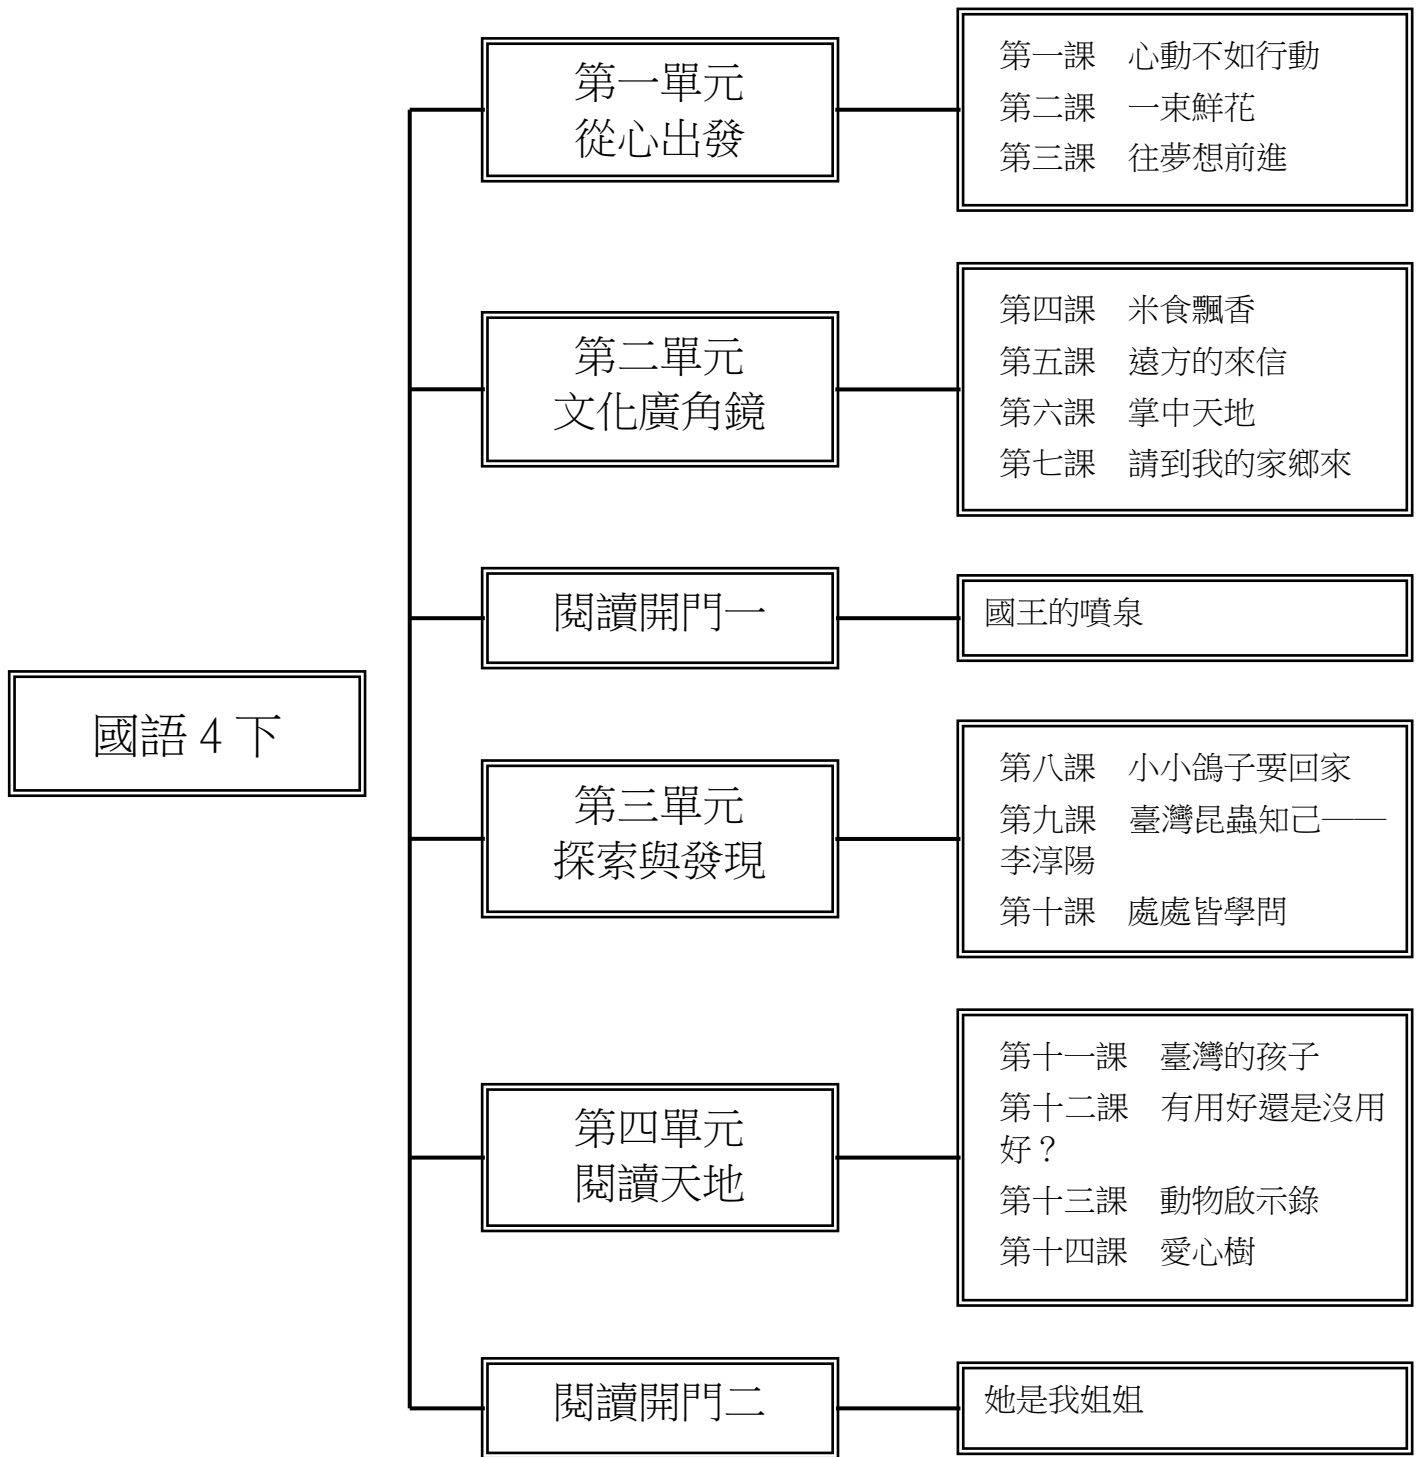 國語4下
第一單元
從心出發
第一課　心動不如行動
第二課　一束鮮花
第三課　往夢想前進
第二單元
文化廣角鏡
第四課　米食飄香
第五課　遠方的來信
第六課　掌中天地
第七課　請到我的家鄉來
閱讀開門一
國王的噴泉
第三單元
探索與發現
第八課　小小鴿子要回家
第九課　臺灣昆蟲知己——
李淳陽
第十課　處處皆學問
第四單元
閱讀天地
第十一課　臺灣的孩子
第十二課　有用好還是沒用
好？
第十三課　動物啟示錄
第十四課　愛心樹
閱讀開門二
她是我姐姐